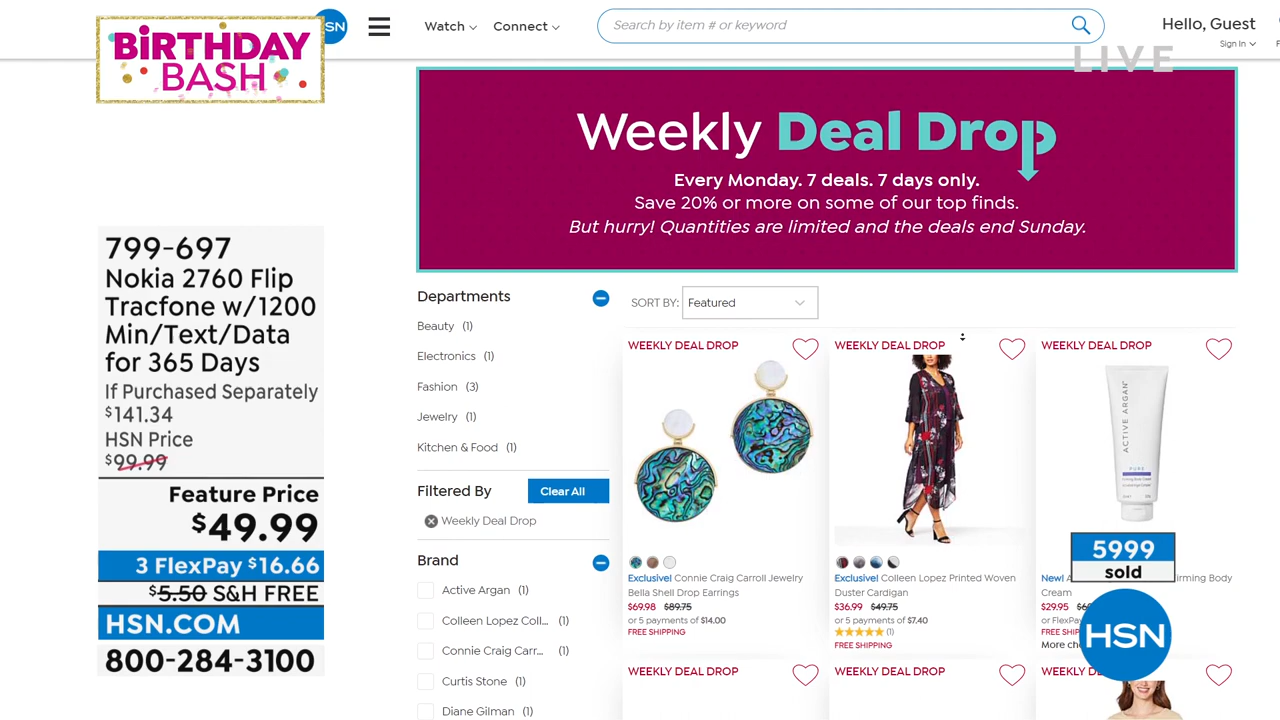 BiRTHDAY
BASH
SN
Watch
Connect
Search by item # or keyword
Hello, Guest
Sign In
LIVE
Weekly Deal Drop
Every Monday. 7 deals. 7 days only.
Save 20% or more on some of our top finds.
But hurry! Quantities are limited and the deals end Sunday.
799-697
Nokia 2760 Flip
Tracfone w/1200
Min/Text/Data
for 365 Days
If Purchased Separately
$141.34
HSN Price
$99.99
Feature Price
$49.99
3 FlexPay $16.66
$5.50 S&H FREE
HSN.COM
800-284-3100
Departments
Beauty (1)
Electronics (1)
Fashion (3)
Jewelry (1)
Kitchen & Food (1)
Filtered By
Clear All
Weekly Deal Drop
Brand
Active Argan (1)
Colleen Lopez Coll... (1)
Connie Craig Carr... (1)
Curtis Stone (1)
Diane Gilman (1)
SORT BY: Featured
WEEKLY DEAL DROP
Exclusive! Connie Craig Carroll Jewelry
Bella Shell Drop Earrings
$69.98 $89.75
or 5 payments of $14.00
FREE SHIPPING
WEEKLY DEAL DROP
Exclusive! Colleen Lopez Printed Woven
Duster Cardigan
$36.99 $49.75
or 5 payments of $7.40
(1)
FREE SHIPPING
WEEKLY DEAL DROP
ACTIVE ARGAN
PURE
5999
sold
New! A irming Body
Cream
$29.95
or FlexPa
FREE SHIP
More ch
HSN
WEEKLY DEAL DROP
WEEKLY DEAL DROP
WEEKLY D